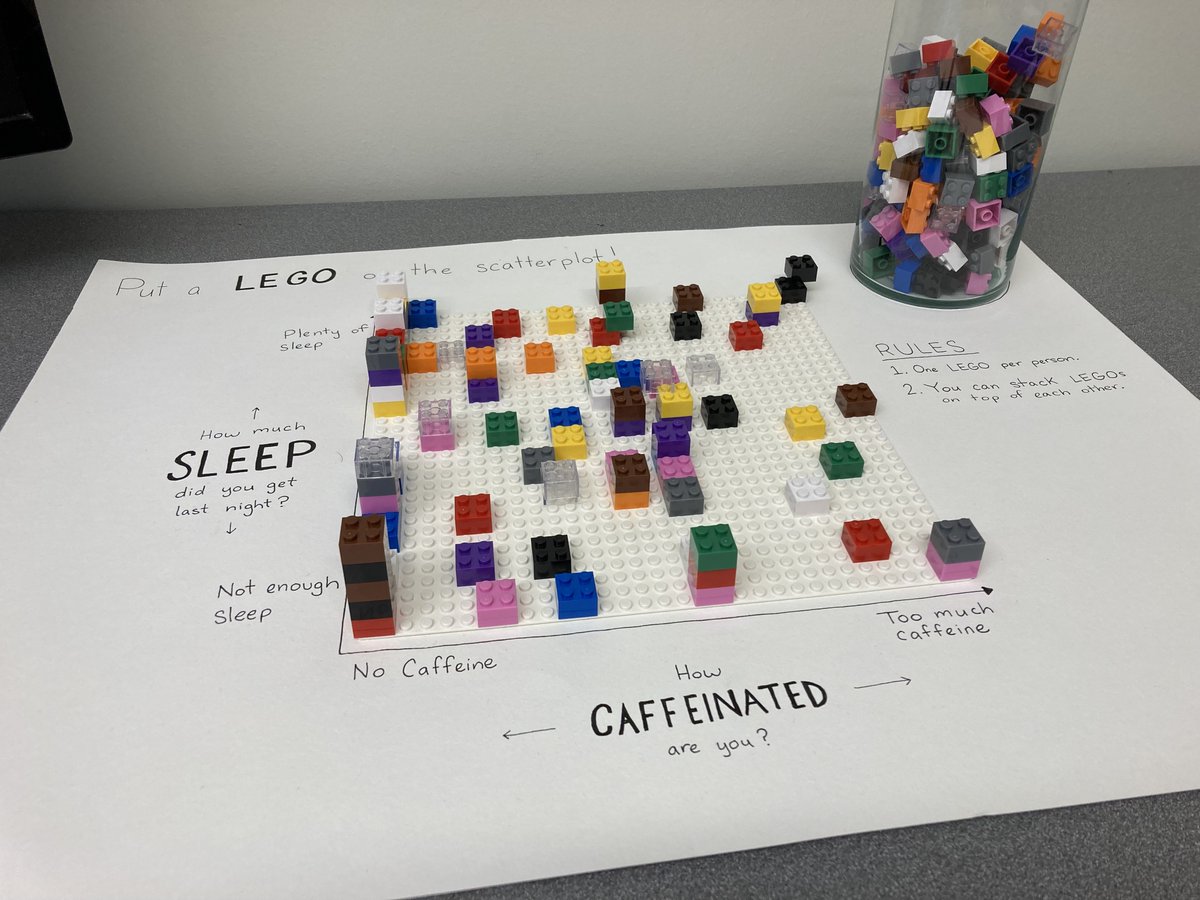 Put a LEGO o the scatterplot!
Plenty of
sleep
↑
How much
SLEEP
did you get
last night?
↓
Not enough
Sleep
RULES
1. One LEGO per person.
2. You can stack LEGOs
on top of each other.
No Caffeine
Too much
caffeine
How
← CAFFEINATED →
are you?